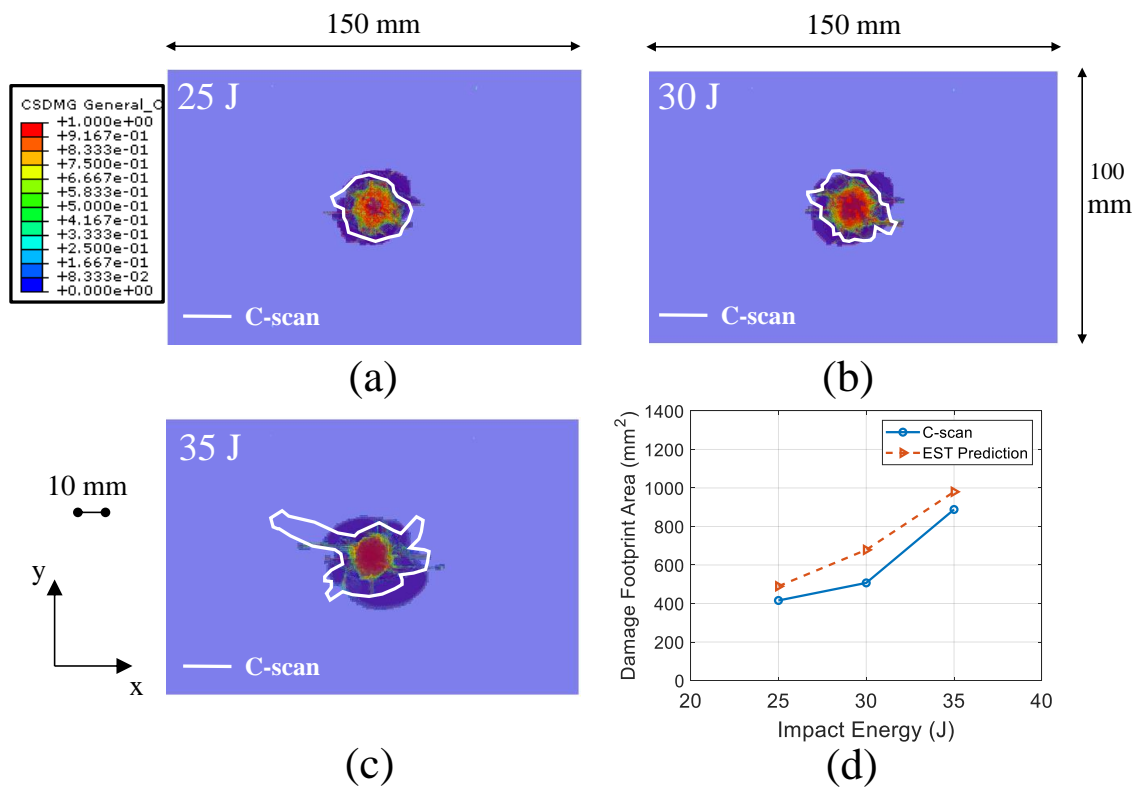 150 mm
150 mm
CSDMG General_C
+1.000e+00
+9.167e-01
+8.333e-01
+7.500e-01
+6.667e-01
+5.833e-01
+5.000e-01
+4.167e-01
+3.333e-01
+2.500e-01
+1.667e-01
+8.333e-02
+0.000e+00
25 J
C-scan
(a)
30 J
C-scan
(b)
100
mm
35 J
C-scan
(c)
10 mm
y
x
Damage Footprint Area (mm²)
1400
1200
1000
800
600
400
200
0
20 25 30 35 40
Impact Energy (J)
C-scan
EST Prediction
(d)